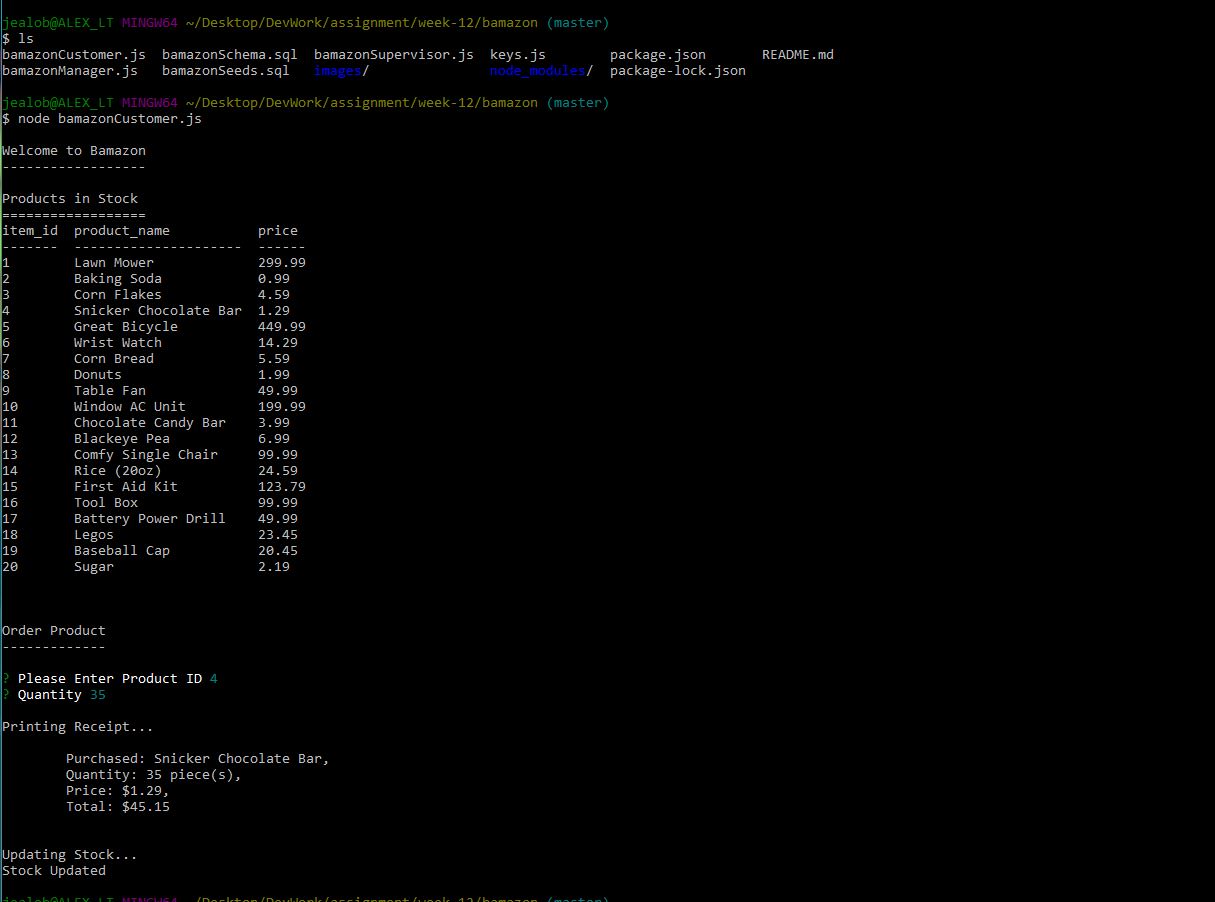 jealob@ALEX_LT MINGW64 ~/Desktop/DevWork/assignment/week-12/bamazon (master)
$ ls
bamazonCustomer.js  bamazonSchema.sql  bamazonSupervisor.js  keys.js        package.json       README.md
bamazonManager.js   bamazonSeeds.sql   images/               node_modules/  package-lock.json
jealob@ALEX_LT MINGW64 ~/Desktop/DevWork/assignment/week-12/bamazon (master)
$ node bamazonCustomer.js
Welcome to Bamazon
------------------
Products in Stock
==================
item_id  product_name           price
-------  ---------------------  ------
1        Lawn Mower             299.99
2        Baking Soda            0.99
3        Corn Flakes            4.59
4        Snicker Chocolate Bar  1.29
5        Great Bicycle          449.99
6        Wrist Watch            14.29
7        Corn Bread             5.59
8        Donuts                 1.99
9        Table Fan              49.99
10       Window AC Unit         199.99
11       Chocolate Candy Bar    3.99
12       Blackeye Pea           6.99
13       Comfy Single Chair     99.99
14       Rice (20oz)            24.59
15       First Aid Kit          123.79
16       Tool Box               99.99
17       Battery Power Drill    49.99
18       Legos                  23.45
19       Baseball Cap           20.45
20       Sugar                  2.19
Order Product
-------------
? Please Enter Product ID 4
? Quantity 35
Printing Receipt...
Purchased: Snicker Chocolate Bar,
Quantity: 35 piece(s),
Price: $1.29,
Total: $45.15
Updating Stock...
Stock Updated
jealob@ALEX_LT MINGW64 ~/Desktop/DevWork/assignment/week-12/bamazon (master)